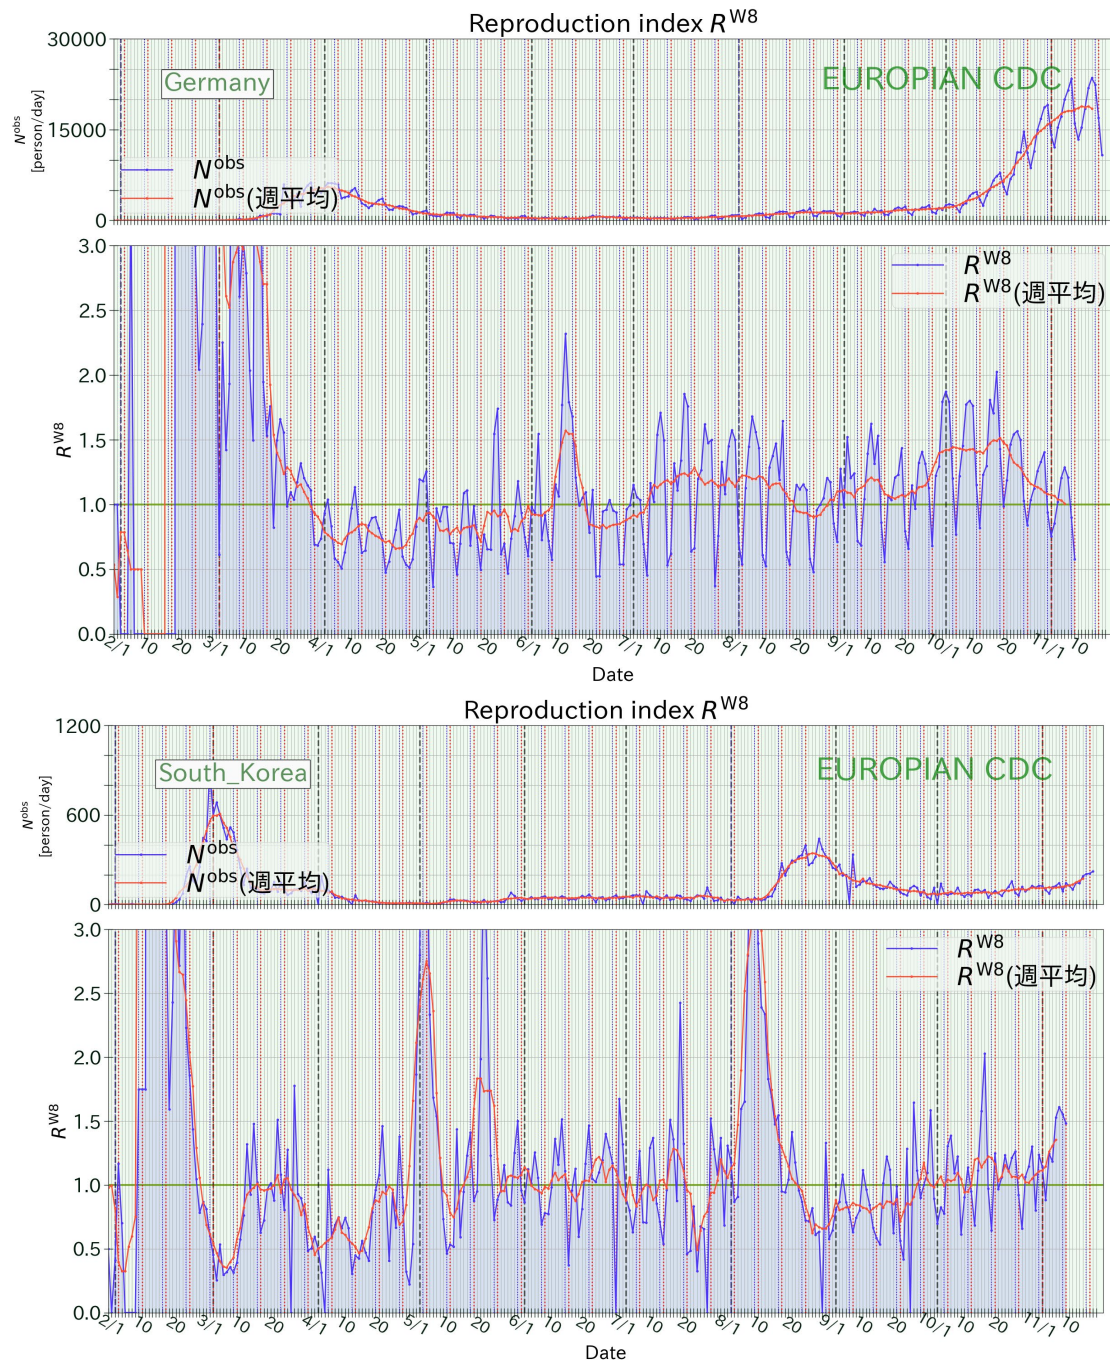 Reproduction index R^W8
30000
15000
0
N^obs
[person/day]
Germany
EUROPIAN CDC
N^obs
N^obs(週平均)
3.0
2.5
2.0
1.5
1.0
0.5
0.0
R^W8
R^W8
R^W8(週平均)
2/1 10 20 3/1 10 20 4/1 10 20 5/1 10 20 6/1 10 20 7/1 10 20 8/1 10 20 9/1 10 20 10/1 10 20 11/1 10
Date
Reproduction index R^W8
1200
600
0
N^obs
[person/day]
South_Korea
EUROPIAN CDC
N^obs
N^obs(週平均)
3.0
2.5
2.0
1.5
1.0
0.5
0.0
R^W8
R^W8
R^W8(週平均)
2/1 10 20 3/1 10 20 4/1 10 20 5/1 10 20 6/1 10 20 7/1 10 20 8/1 10 20 9/1 10 20 10/1 10 20 11/1 10
Date